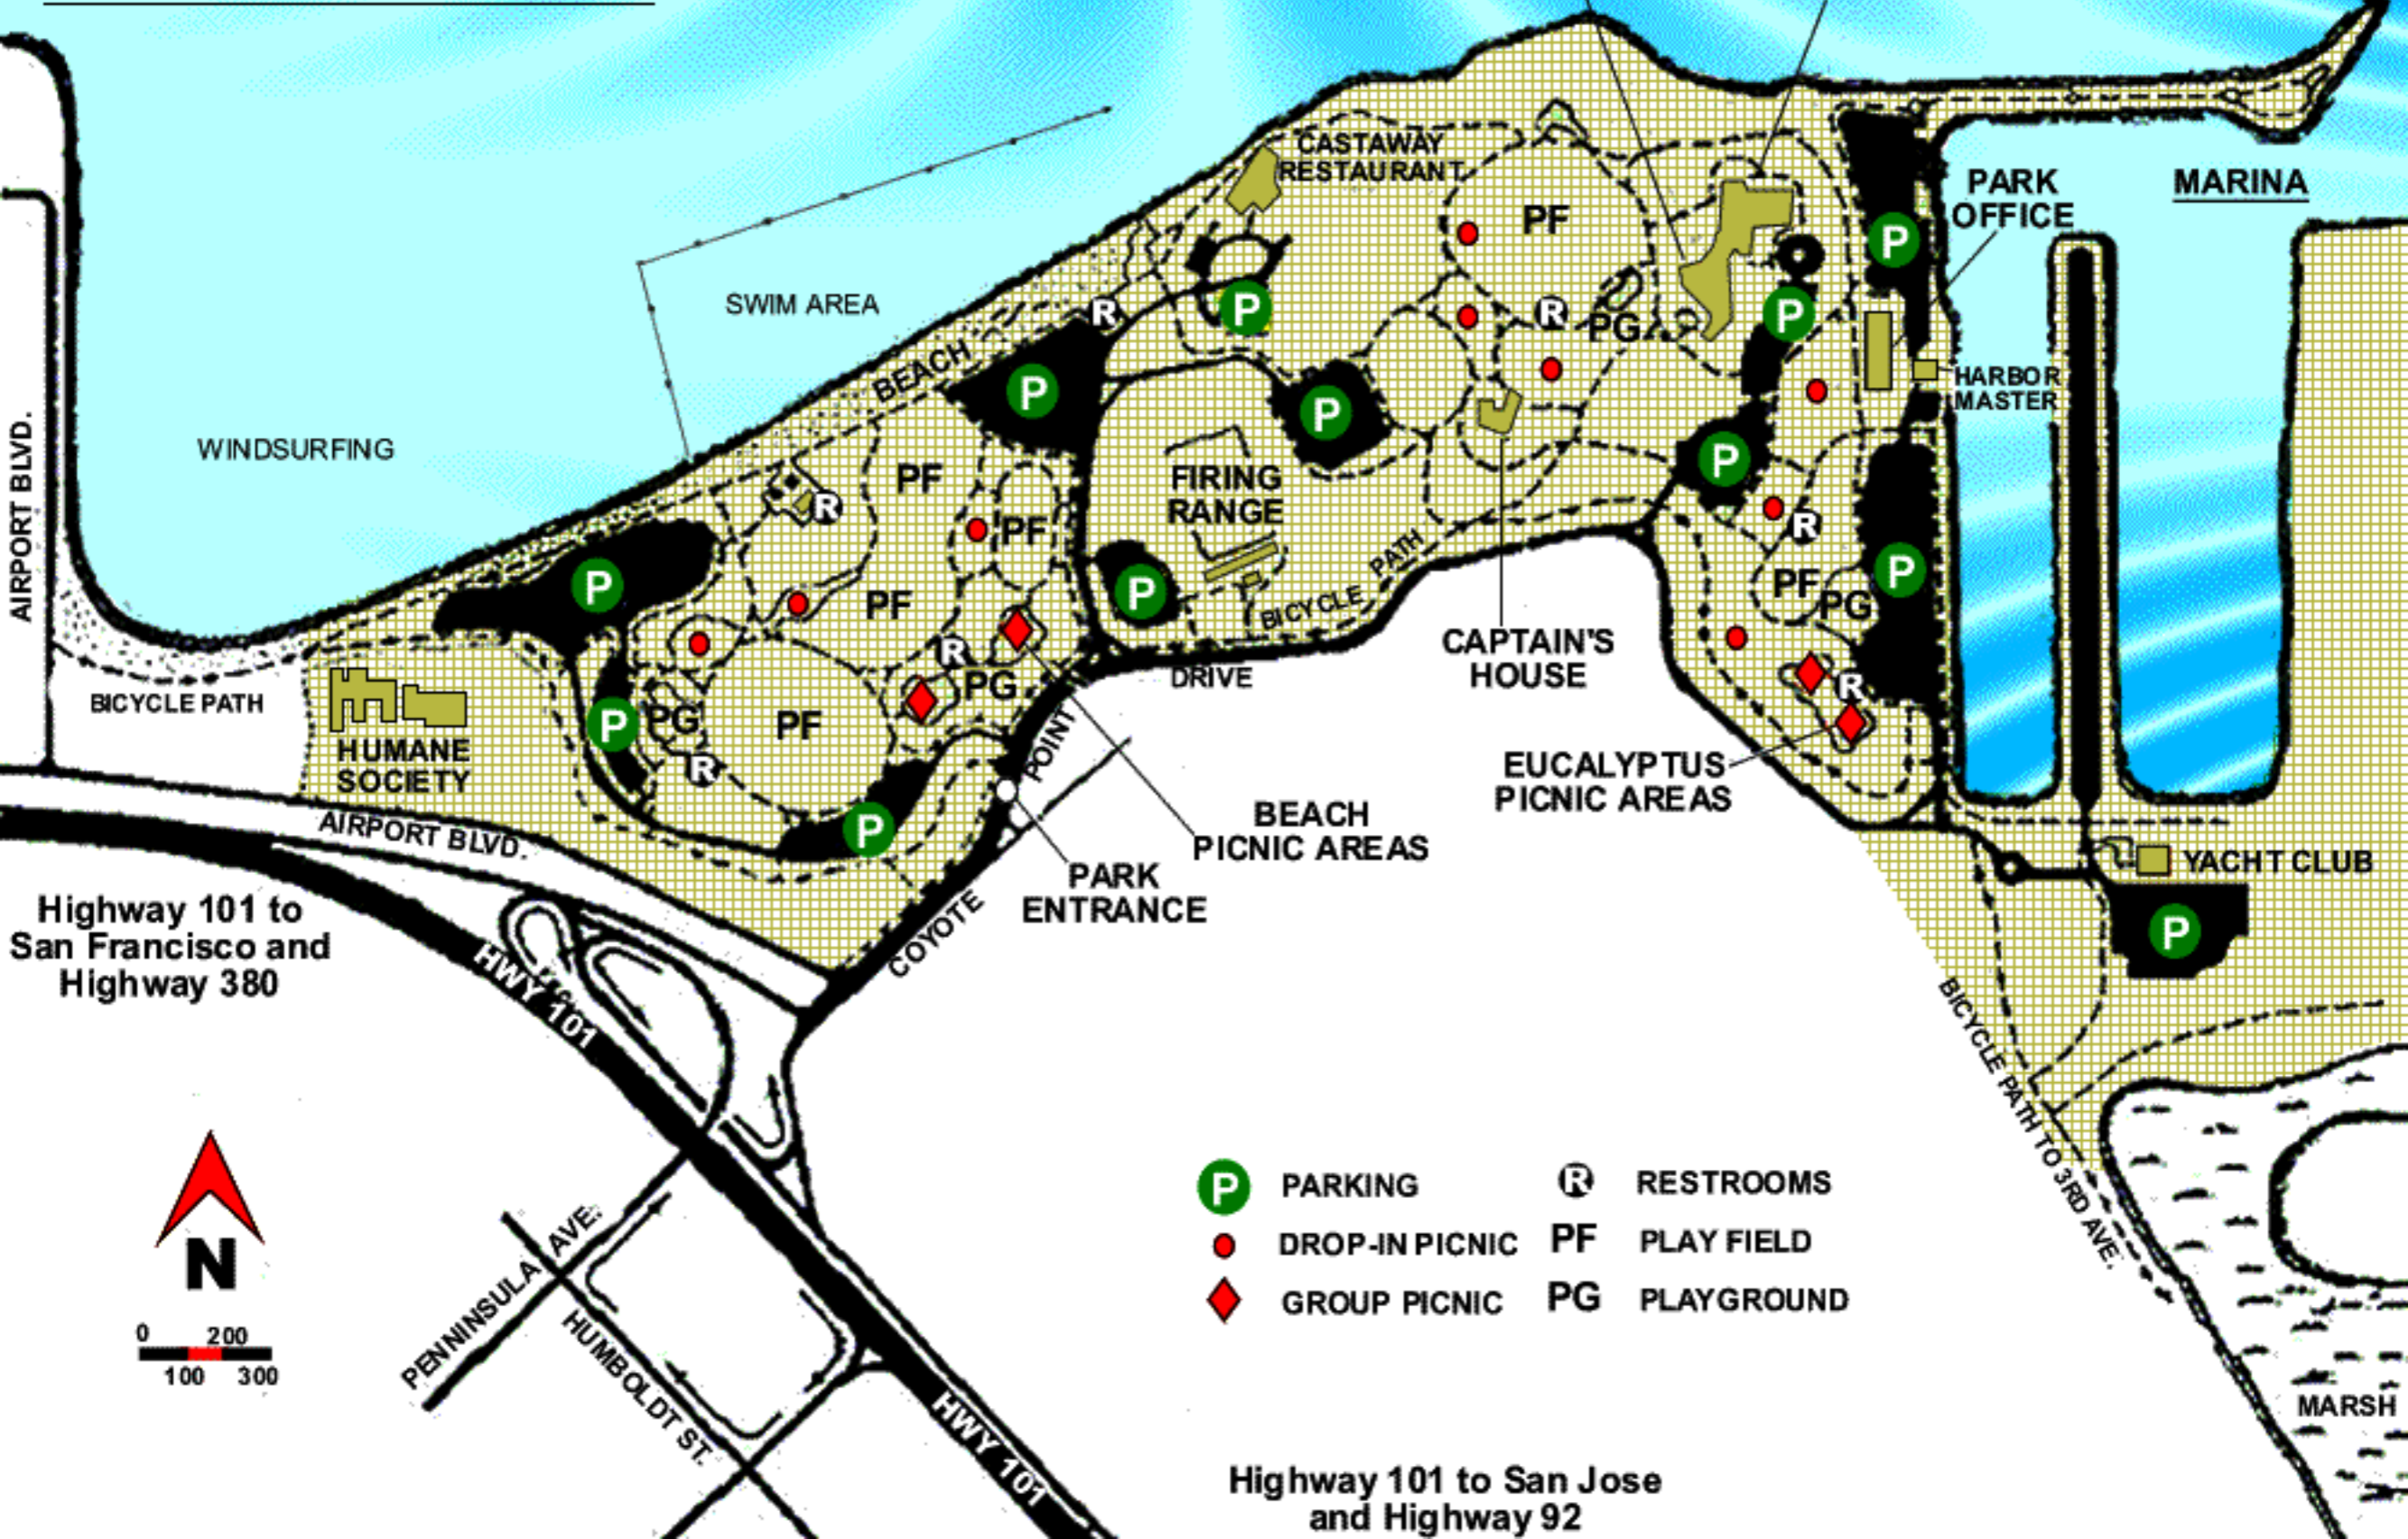 CASTAWAY
RESTAURANT
PARK
OFFICE
MARINA
PF
P
P
SWIM AREA
R
P
R
PG
P
BEACH
P
P
HARBOR
MASTER
AIRPORT BLVD.
WINDSURFING
PF
FIRING
RANGE
P
R
PF
R
P
P
P
BICYCLE PATH
PF
PF
PG
CAPTAIN'S
HOUSE
R
PG
DRIVE
R
BICYCLE PATH
P
PG
PF
POINT
HUMANE
SOCIETY
R
EUCALYPTUS
PICNIC AREAS
BEACH
PICNIC AREAS
AIRPORT BLVD.
P
PARK
ENTRANCE
YACHT CLUB
COYOTE
P
Highway 101 to
San Francisco and
Highway 380
HWY 101
BICYCLE PATH TO 3RD AVE.
N
0 200
100 300
PENNINSULA AVE.
HUMBOLDT ST.
HWY 101
P PARKING
R RESTROOMS
DROP-IN PICNIC
PF PLAY FIELD
GROUP PICNIC
PG PLAYGROUND
MARSH
Highway 101 to San Jose
and Highway 92